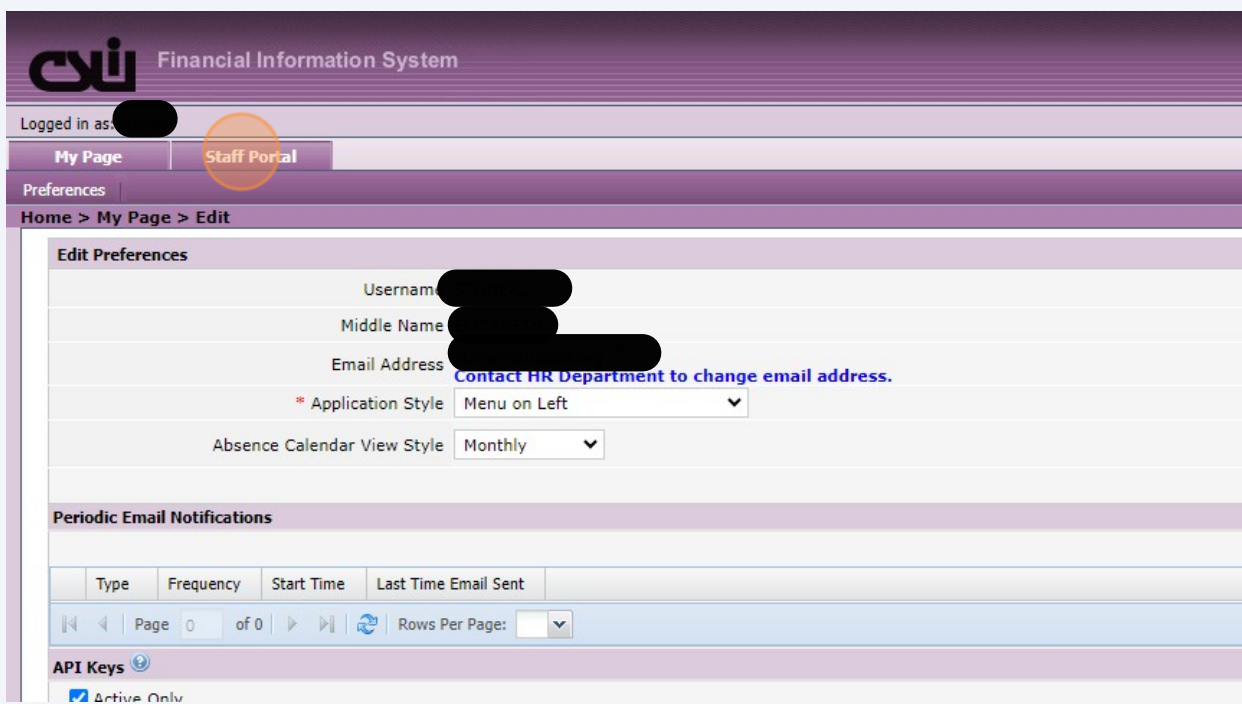 CSIU Financial Information System
Logged in as:
My Page Staff Portal
Preferences
Home > My Page > Edit
Edit Preferences
Username
Middle Name
Email Address
Contact HR Department to change email address.
* Application Style Menu on Left
Absence Calendar View Style Monthly
Periodic Email Notifications
Type Frequency Start Time Last Time Email Sent
Page 0 of 0 Rows Per Page:
API Keys
Active Only